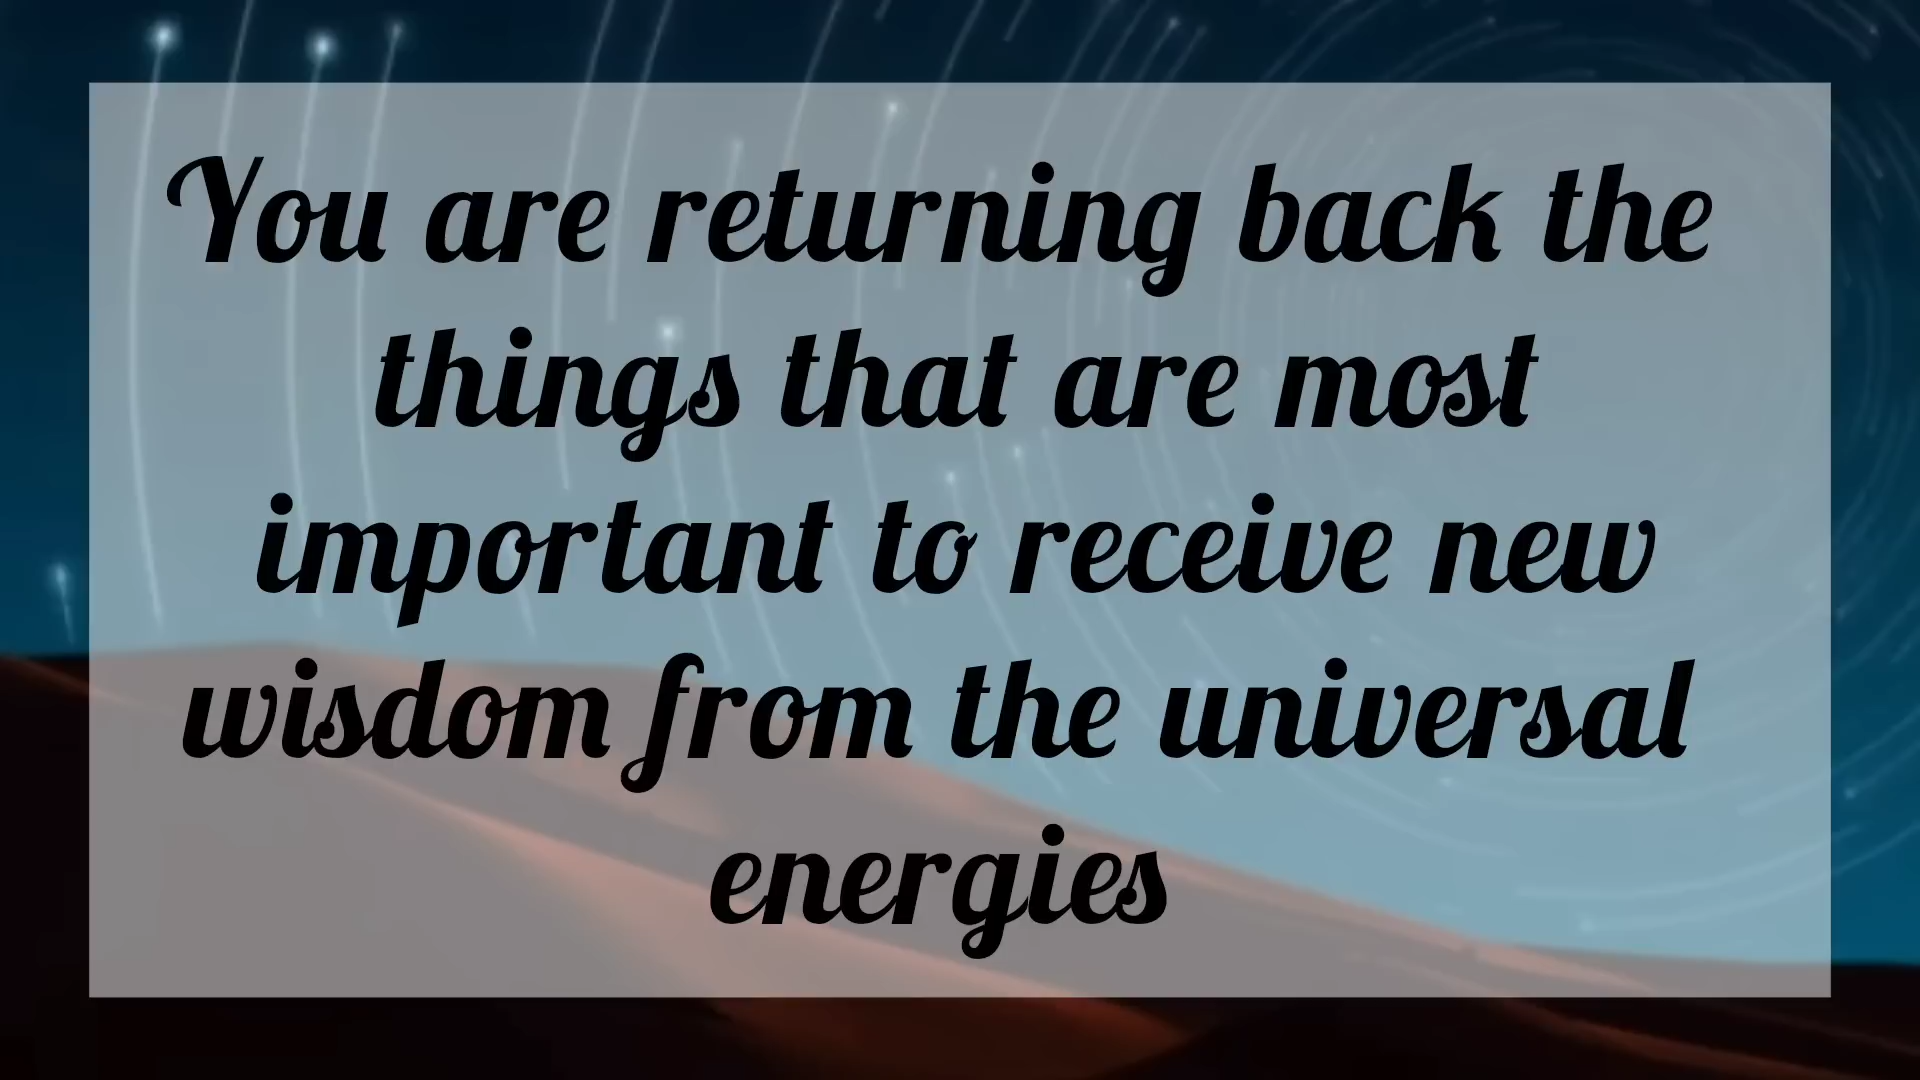 You are returning back the
things that are most
important to receive new
wisdom from the universal
energies